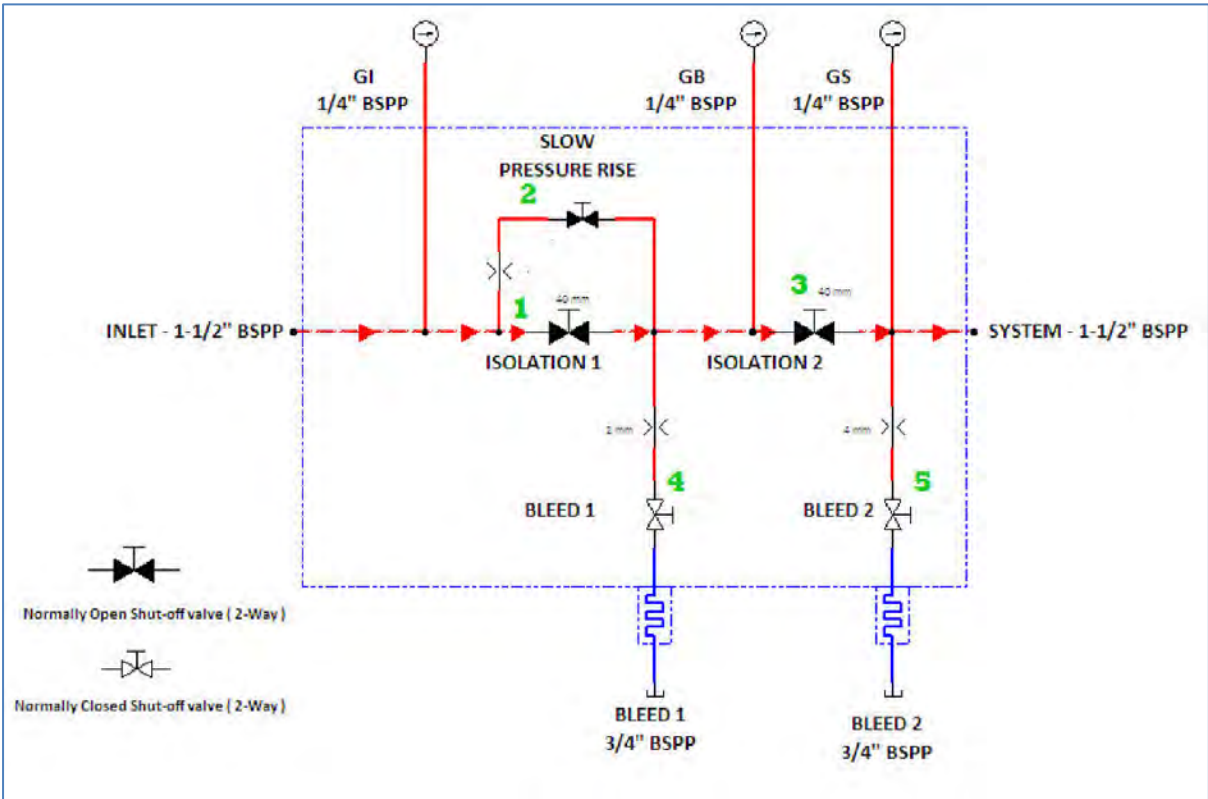 GI
1/4" BSPP
GB
1/4" BSPP
GS
1/4" BSPP
SLOW
PRESSURE RISE
2
1
40 mm
3
40 mm
INLET - 1-1/2" BSPP
SYSTEM - 1-1/2" BSPP
ISOLATION 1
ISOLATION 2
mm
4 mm
4
5
BLEED 1
BLEED 2
Normally Open Shut-off valve ( 2-Way )
Normally Closed Shut-off valve ( 2-Way )
BLEED 1
3/4" BSPP
BLEED 2
3/4" BSPP